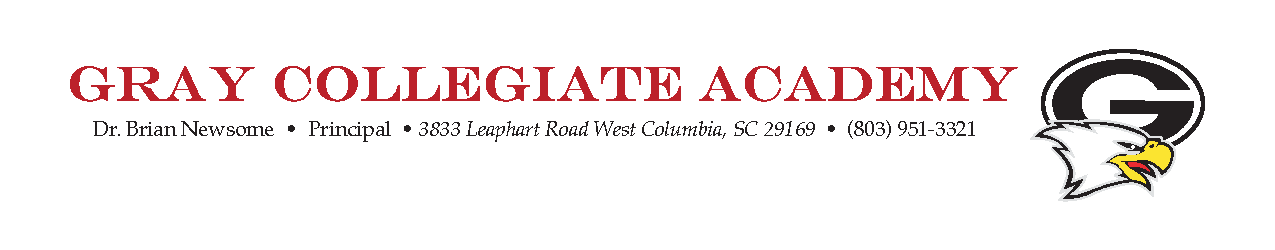 GRAY COLLEGIATE ACADEMY
Dr. Brian Newsome • Principal • 3833 Leaphart Road West Columbia, SC 29169 • (803) 951-3321
G